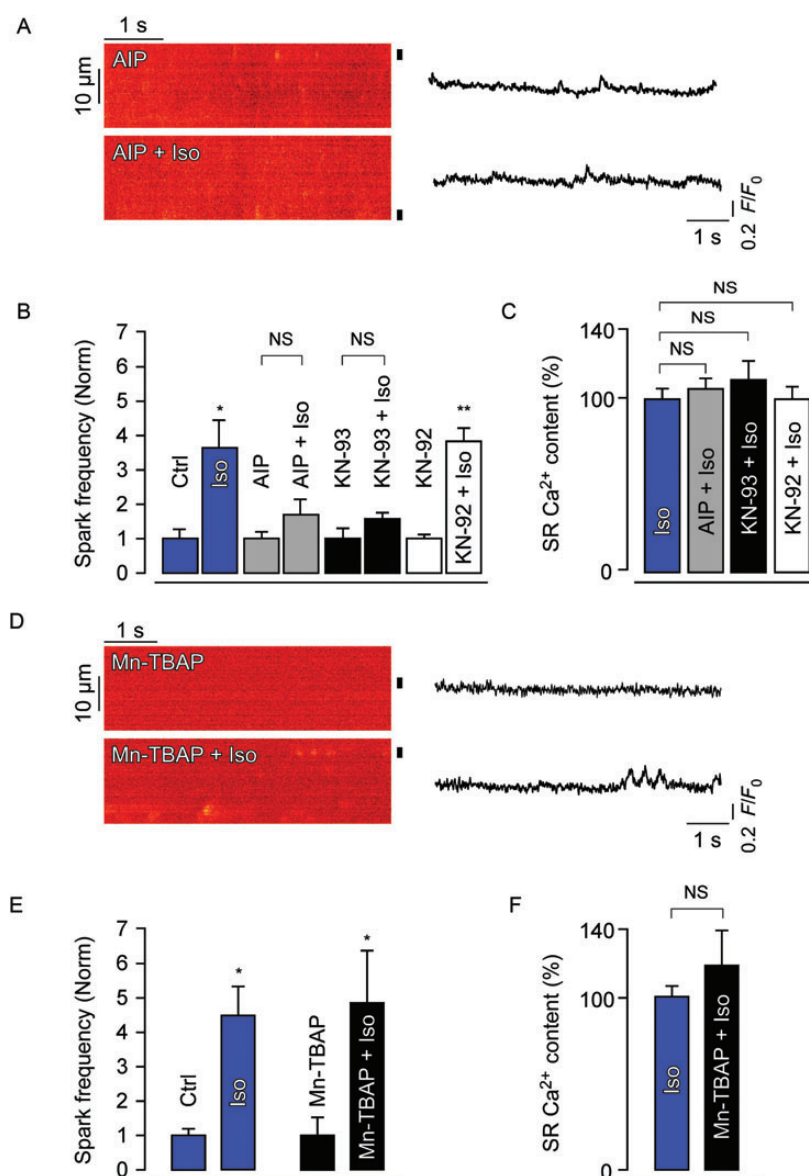 A
1 s
AIP
10 µm
AIP + Iso
1 s
0.2 F/F0
B
Spark frequency (Norm)
7
6
5
4
3
2
1
0
Ctrl
*
Iso
NS
AIP
AIP + Iso
NS
KN-93
KN-93 + Iso
KN-92
**
KN-92 + Iso
C
SR Ca2+ content (%)
140
100
0
NS
NS
NS
Iso
AIP + Iso
KN-93 + Iso
KN-92 + Iso
D
1 s
Mn-TBAP
10 µm
Mn-TBAP + Iso
1 s
0.2 F/F0
E
Spark frequency (Norm)
7
6
5
4
3
2
1
0
Ctrl
*
Iso
Mn-TBAP
*
Mn-TBAP + Iso
F
SR Ca2+ content (%)
140
100
0
NS
Iso
Mn-TBAP + Iso